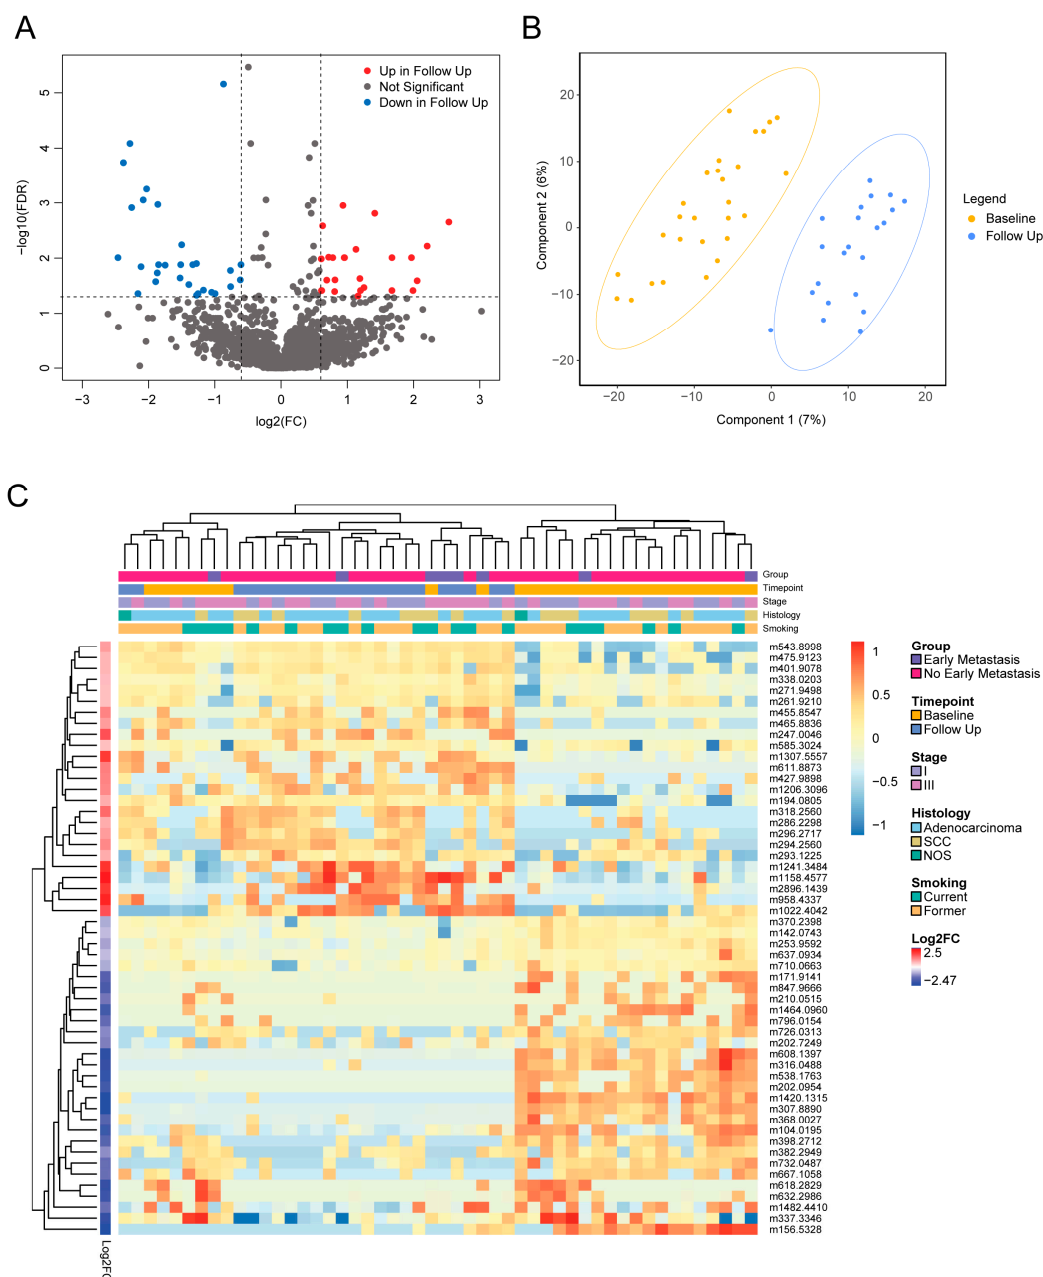 A
Up in Follow Up
Not Significant
Down in Follow Up
5
4
3
2
1
0
−log10(FDR)
−3
−2
−1
0
1
2
3
log2(FC)
B
20
10
0
−10
−20
Component 2 (6%)
−20
−10
0
10
20
Component 1 (7%)
Legend
Baseline
Follow Up
C
Group
Timepoint
Stage
Histology
Smoking
m543.8998
m475.9123
m401.9078
m338.0203
m271.9498
m261.9210
m455.8547
m465.8836
m247.0046
m585.3024
m1307.5557
m611.8873
m427.9898
m1206.3096
m194.0805
m318.2560
m286.2298
m296.2717
m294.2560
m293.1225
m1241.3484
m1158.4577
m2896.1439
m958.4337
m1022.4042
m370.2398
m142.0743
m253.9592
m637.0934
m710.0663
m171.9141
m847.9666
m210.0515
m1464.0960
m796.0154
m726.0313
m202.7249
m608.1397
m316.0488
m538.1763
m202.0954
m1420.1315
m307.8890
m368.0027
m104.0195
m398.2712
m382.2949
m732.0487
m667.1058
m618.2829
m632.2986
m1482.4410
m337.3346
m156.5328
Log2FC
1
0.5
0
−0.5
−1
Group
Early Metastasis
No Early Metastasis
Timepoint
Baseline
Follow Up
Stage
I
III
Histology
Adenocarcinoma
SCC
NOS
Smoking
Current
Former
Log2FC
2.5
−2.47